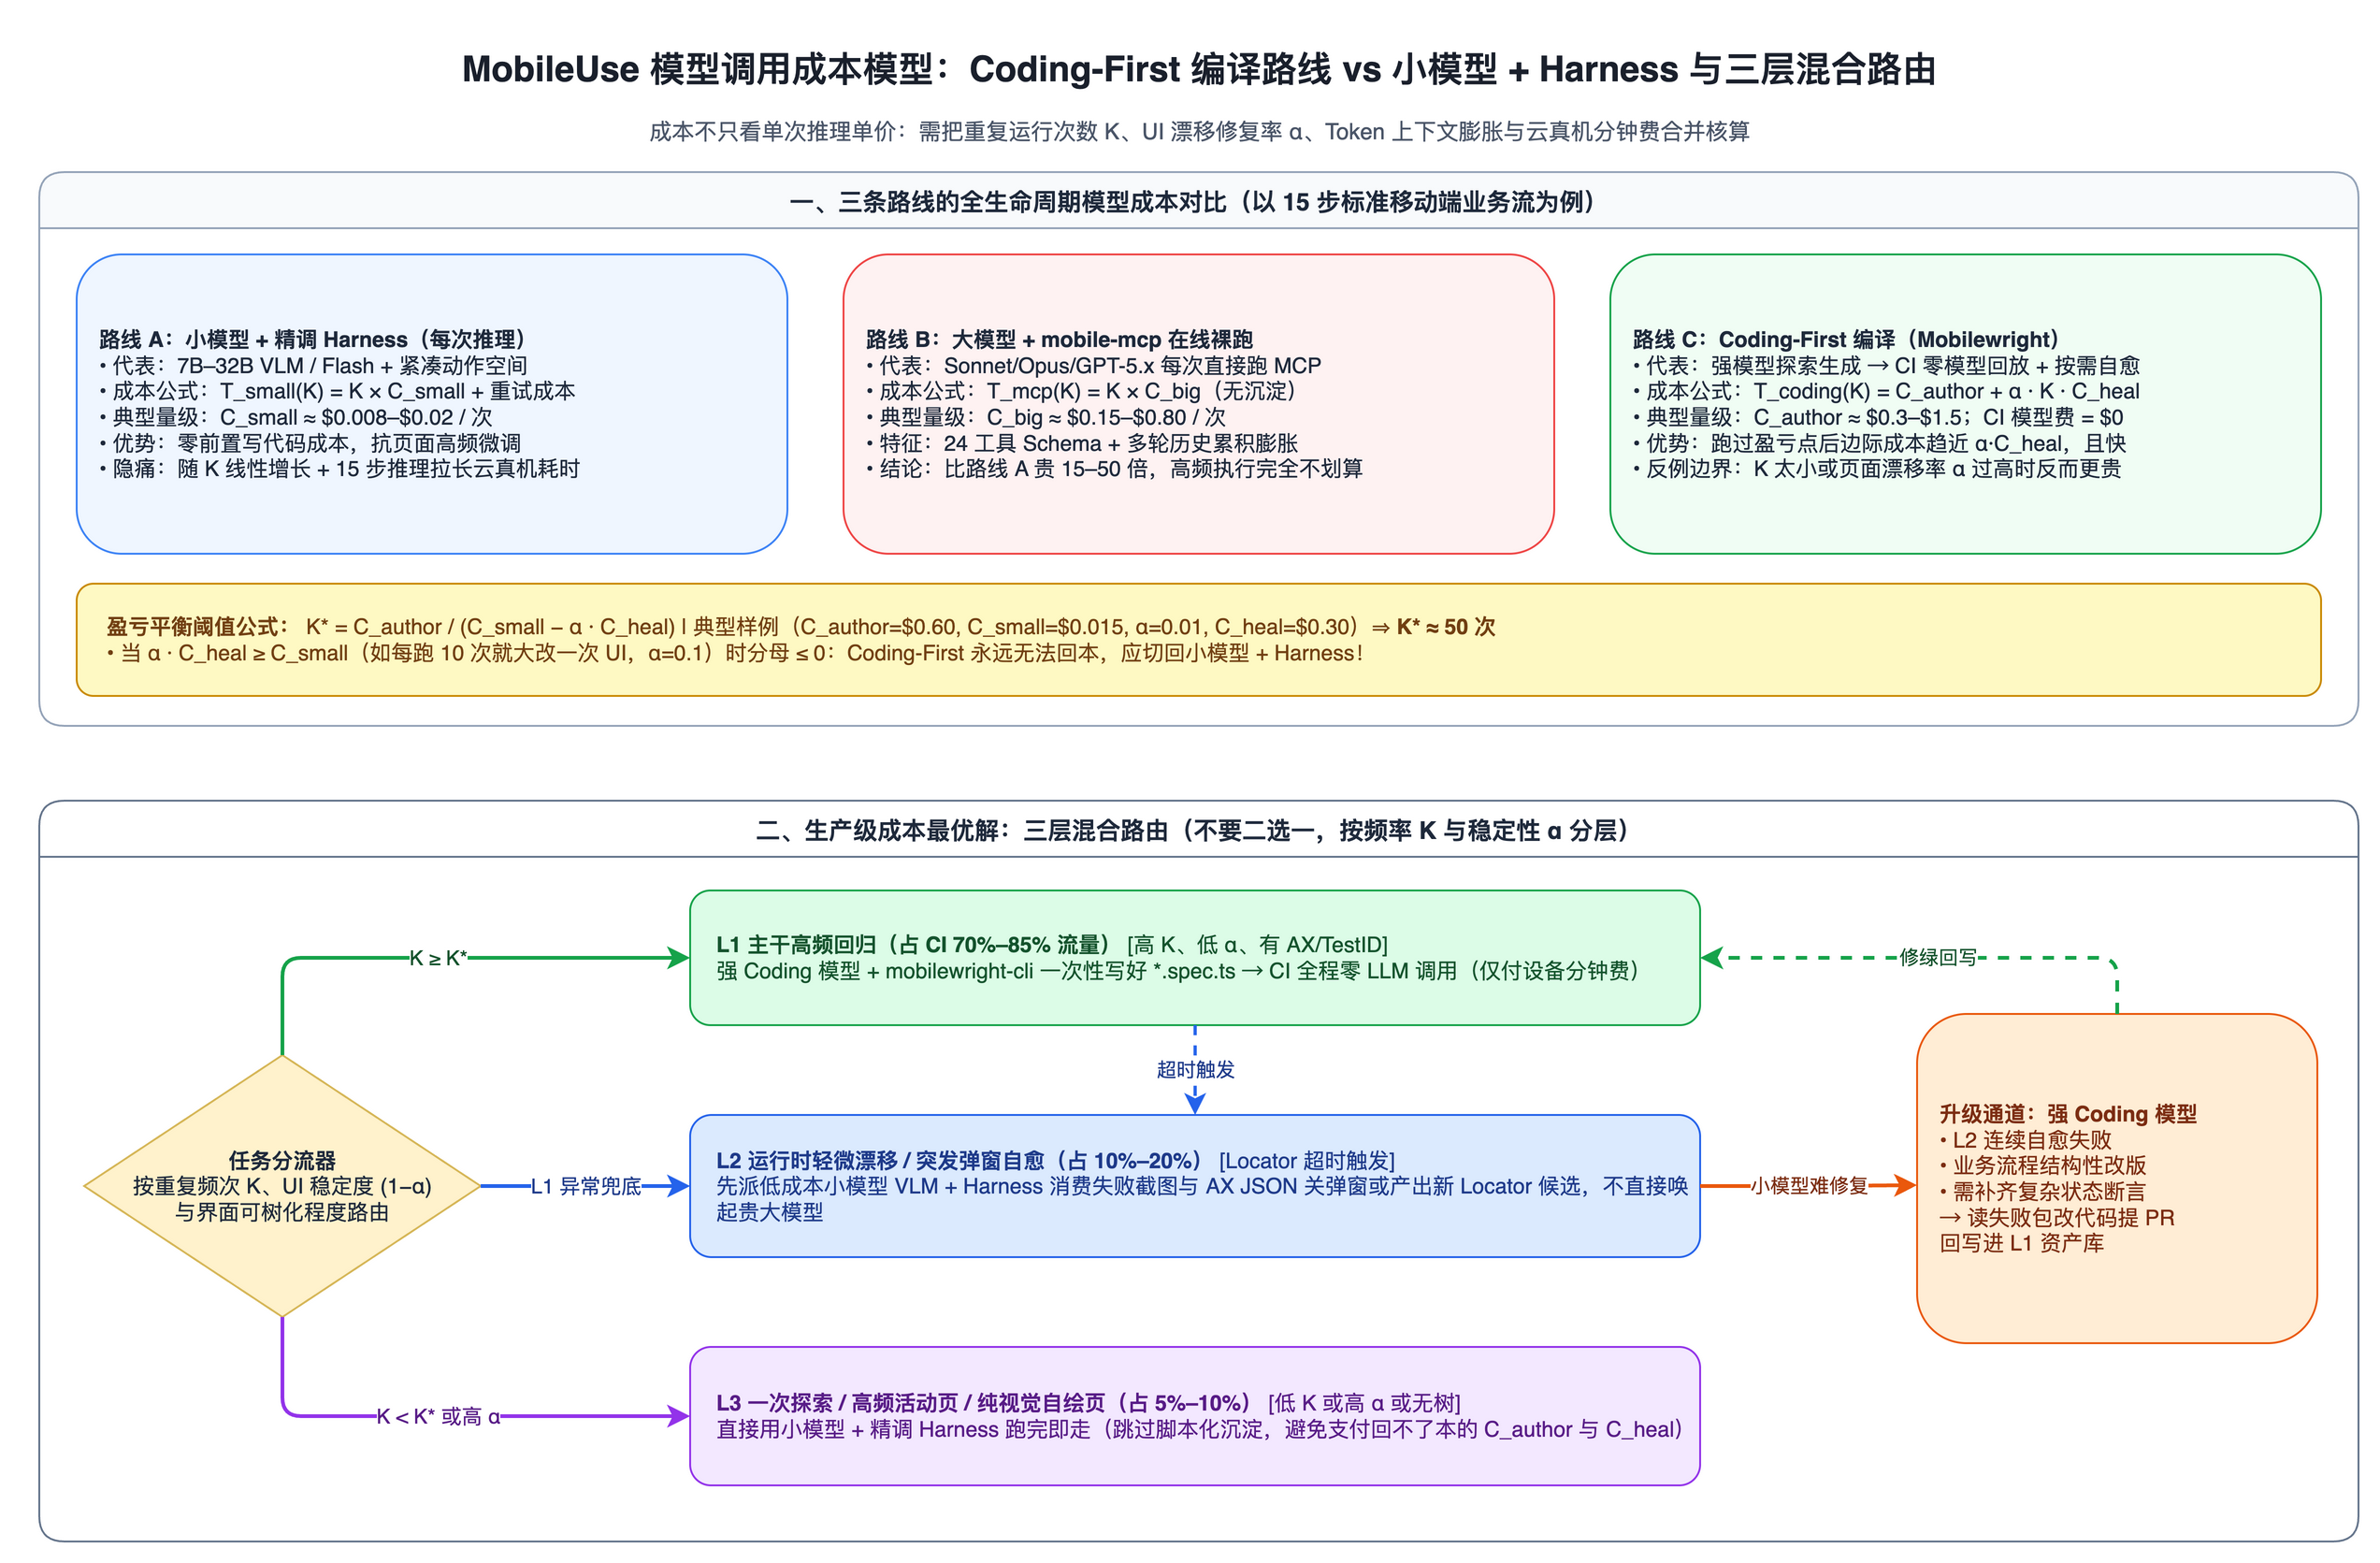 MobileUse 模型调用成本模型：Coding-First 编译路线 vs 小模型 + Harness 与三层混合路由
成本不只看单次推理单价：需把重复运行次数 K、UI 漂移修复率 α、Token 上下文膨胀与云真机分钟费合并核算
一、三条路线的全生命周期模型成本对比（以 15 步标准移动端业务流为例）
路线 A：小模型 + 精调 Harness（每次推理）
• 代表：7B–32B VLM / Flash + 紧凑动作空间
• 成本公式：T_small(K) = K × C_small + 重试成本
• 典型量级：C_small ≈ $0.008–$0.02 / 次
• 优势：零前置写代码成本，抗页面高频微调
• 隐痛：随 K 线性增长 + 15 步推理拉长云真机耗时
路线 B：大模型 + mobile-mcp 在线裸跑
• 代表：Sonnet/Opus/GPT-5.x 每次直接跑 MCP
• 成本公式：T_mcp(K) = K × C_big（无沉淀）
• 典型量级：C_big ≈ $0.15–$0.80 / 次
• 特征：24 工具 Schema + 多轮历史累积膨胀
• 结论：比路线 A 贵 15–50 倍，高频执行完全不划算
路线 C：Coding-First 编译（Mobilewright）
• 代表：强模型探索生成 → CI 零模型回放 + 按需自愈
• 成本公式：T_coding(K) = C_author + α · K · C_heal
• 典型量级：C_author ≈ $0.3–$1.5；CI 模型费 = $0
• 优势：跑过盈亏点后边际成本趋近 α·C_heal，且快
• 反例边界：K 太小或页面漂移率 α 过高时反而更贵
盈亏平衡阈值公式： K* = C_author / (C_small − α · C_heal) | 典型样例（C_author=$0.60, C_small=$0.015, α=0.01, C_heal=$0.30）⇒ K* ≈ 50 次
• 当 α · C_heal ≥ C_small（如每跑 10 次就大改一次 UI，α=0.1）时分母 ≤ 0：Coding-First 永远无法回本，应切回小模型 + Harness！
二、生产级成本最优解：三层混合路由（不要二选一，按频率 K 与稳定性 α 分层）
K ≥ K*
L1 主干高频回归（占 CI 70%–85% 流量） [高 K、低 α、有 AX/TestID]
强 Coding 模型 + mobilewright-cli 一次性写好 *.spec.ts → CI 全程零 LLM 调用（仅付设备分钟费）
修绿回写
超时触发
任务分流器
按重复频次 K、UI 稳定度 (1−α)
与界面可树化程度路由
L1 异常兜底
L2 运行时轻微漂移 / 突发弹窗自愈（占 10%–20%） [Locator 超时触发]
先派低成本小模型 VLM + Harness 消费失败截图与 AX JSON 关弹窗或产出新 Locator 候选，不直接唤
起贵大模型
小模型难修复
升级通道：强 Coding 模型
• L2 连续自愈失败
• 业务流程结构性改版
• 需补齐复杂状态断言
→ 读失败包改代码提 PR
回写进 L1 资产库
K < K* 或高 α
L3 一次探索 / 高频活动页 / 纯视觉自绘页（占 5%–10%） [低 K 或高 α 或无树]
直接用小模型 + 精调 Harness 跑完即走（跳过脚本化沉淀，避免支付回不了本的 C_author 与 C_heal）